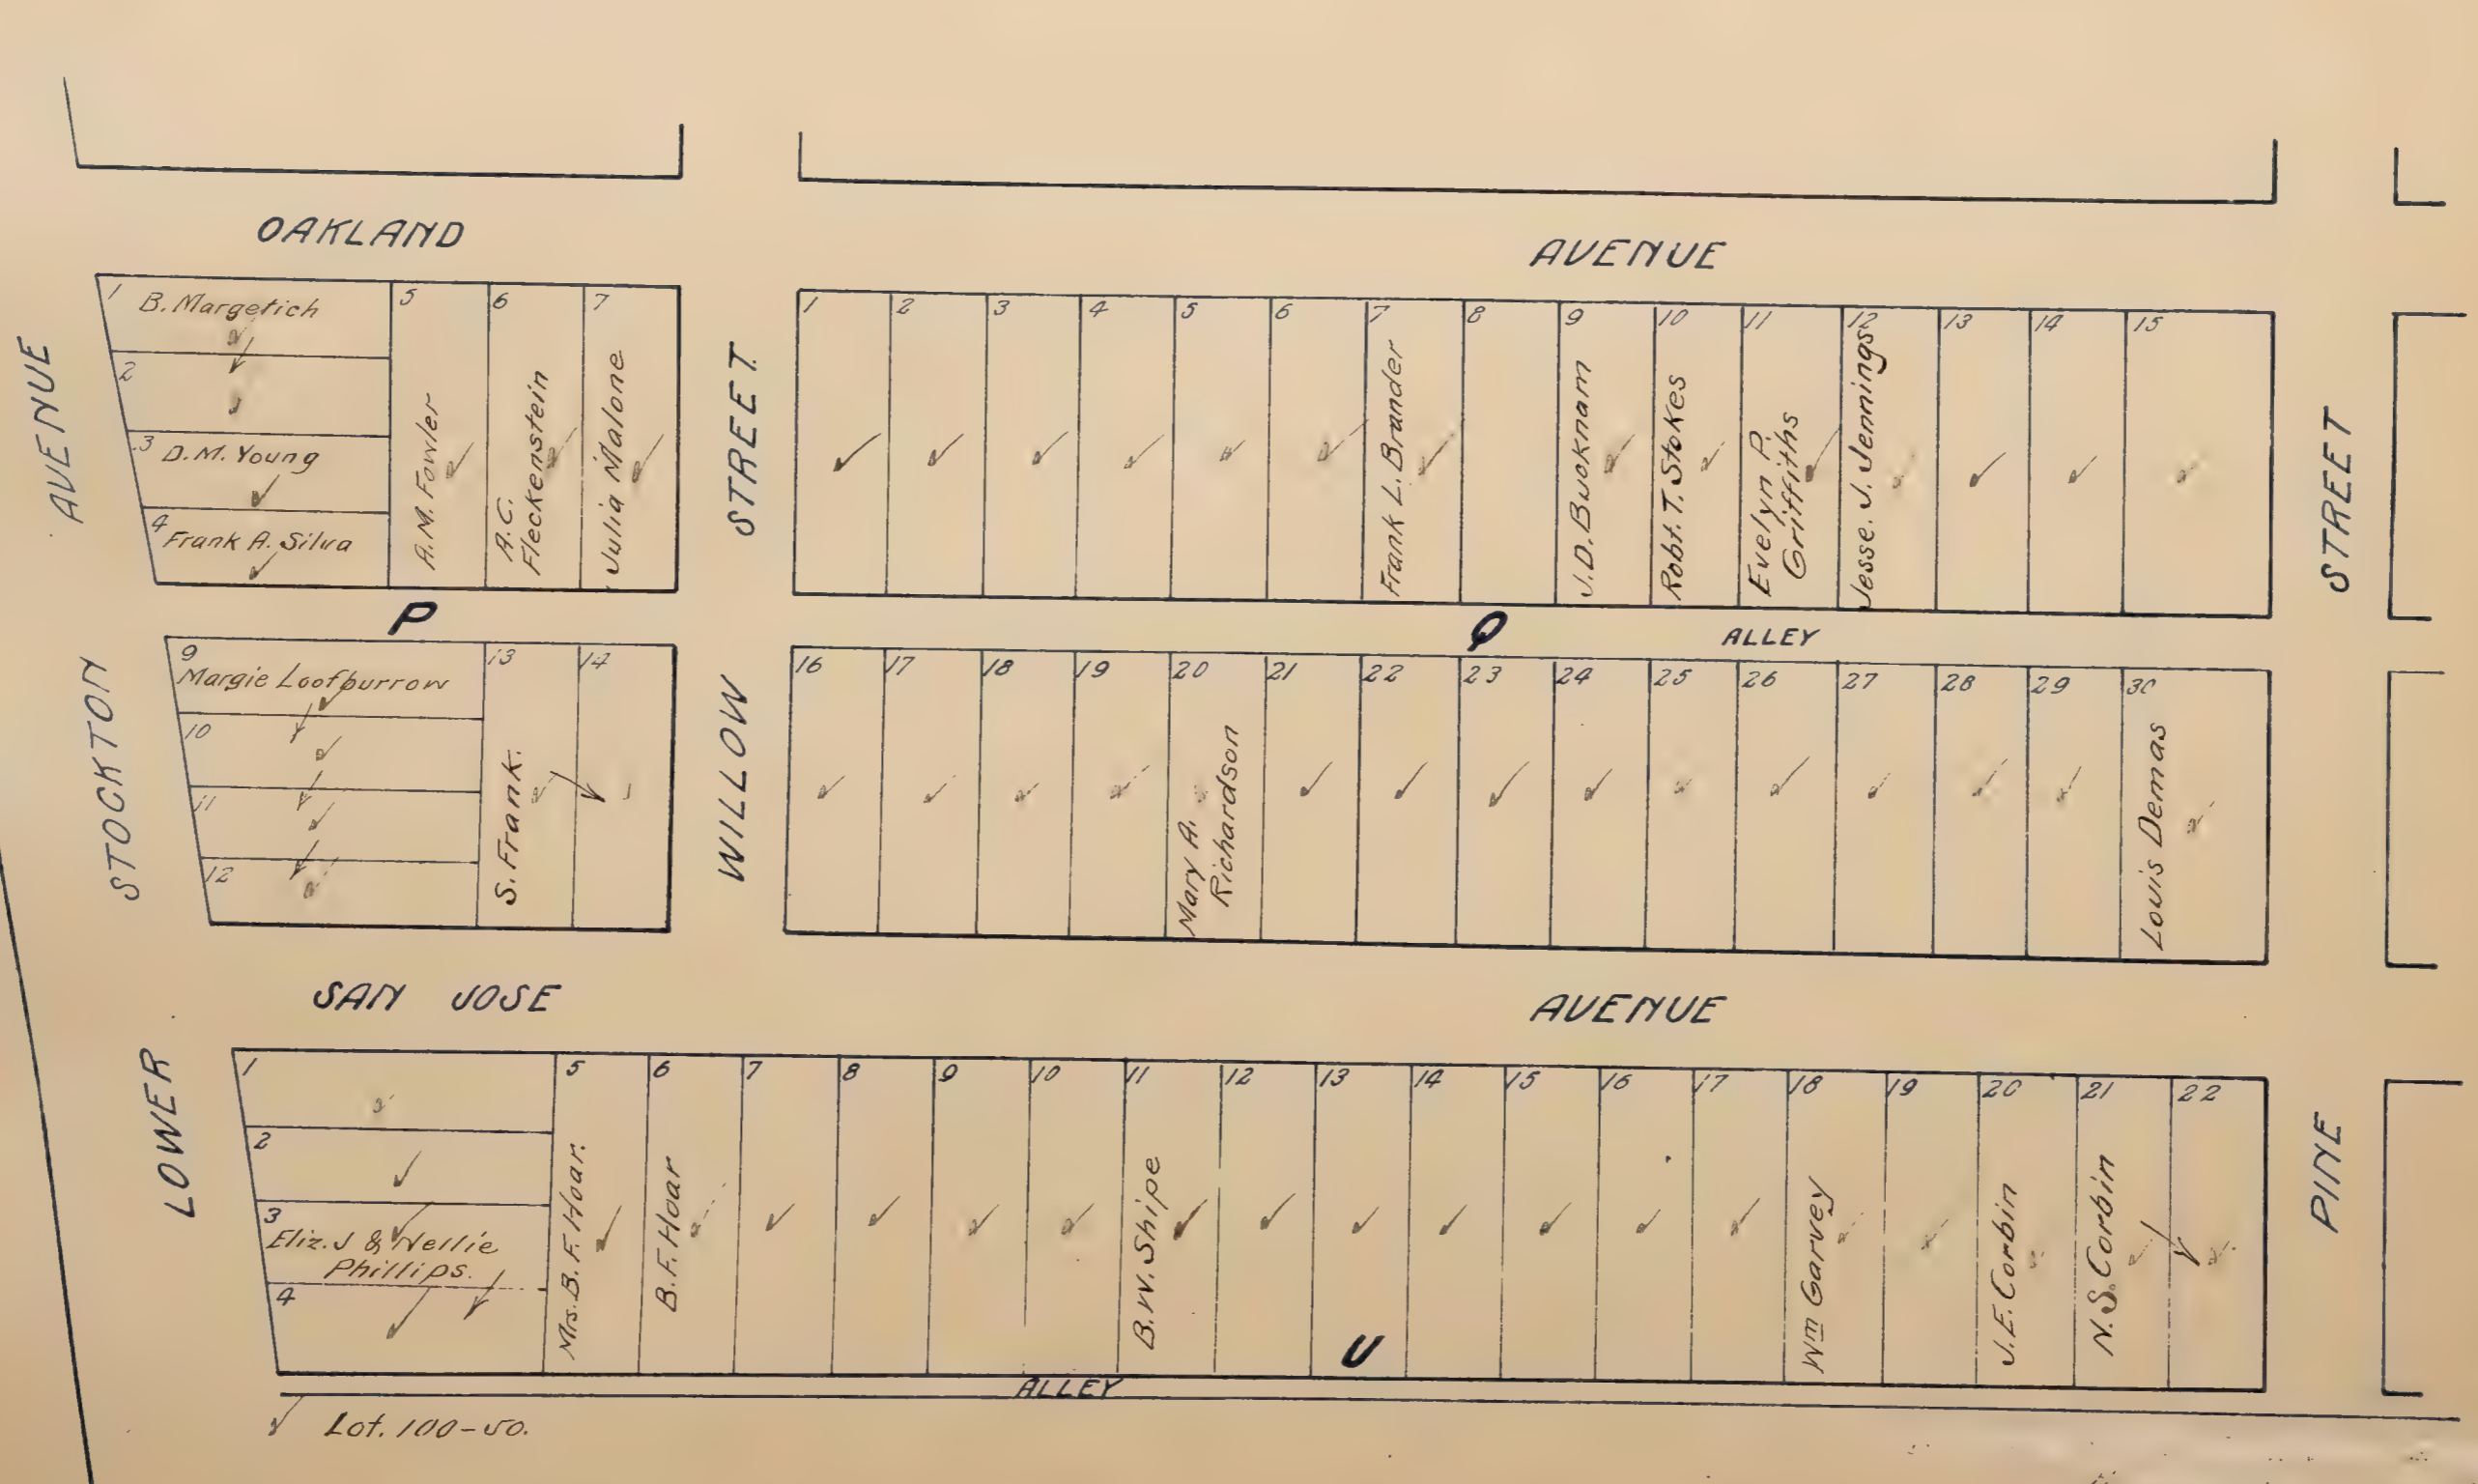 OAKLAND AVENUE
AVENUE
1 B. Margetich
2
3 D.M. Young
4 Frank A. Silva
5 A.M. Fowler
6 A.C.
Fleckenstein
7 Julia Malone
STREET
1
2
3
4
5
6
7 Frank L. Brander
8
9 J.D. Bucknam
10 Robt. T. Stokes
11 Evelyn P.
Griffiths
12 Jesse. J. Jennings
13
14
15
STREET
P
Q
ALLEY
STOCKTON
9 Margie Loofburrow
10
11
12
13 S. Frank.
14
WILLOW
16
17
18
19
20 Mary A.
Richardson
21
22
23
24
25
26
27
28
29
30 Louis Demas
SAN JOSE AVENUE
LOWER
1
2
3 Eliz. J & Nellie
Phillips.
4
5 Mrs. B.F. Hoar.
6 B.F. Hoar
7
8
9
10
11 B.W. Shipe
12
13
14
15
16
17
18 Wm Garvey
19
20 J.E. Corbin
21 N.S. Corbin
22
PINE
U
ALLEY
Lot. 100-50.